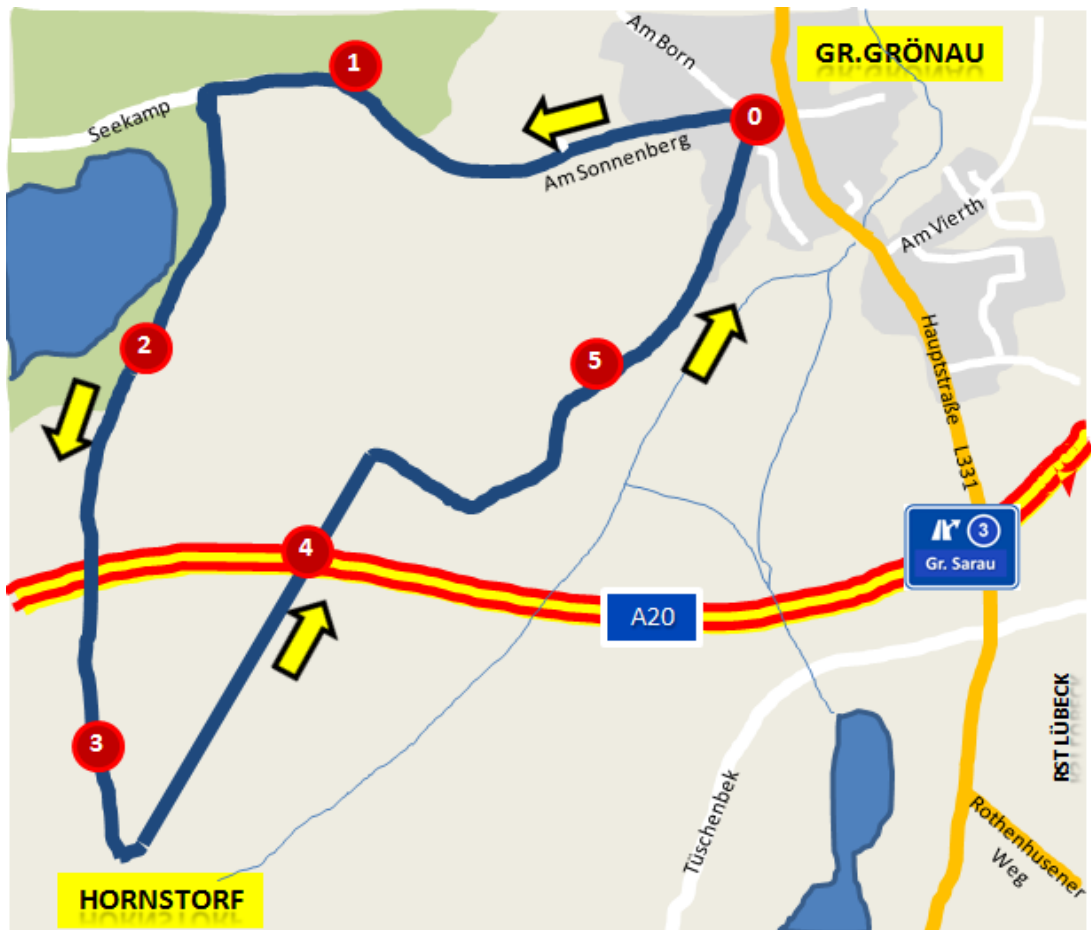 Am Born
GR.GRÖNAU
1
0
Seekamp
Am Sonnenberg
Am Vierth
2
5
Hauptstraße L331
4
3
Gr. Sarau
A20
RST LÜBECK
3
Tüschenbek
Rothenhusener
Weg
HORNSTORF